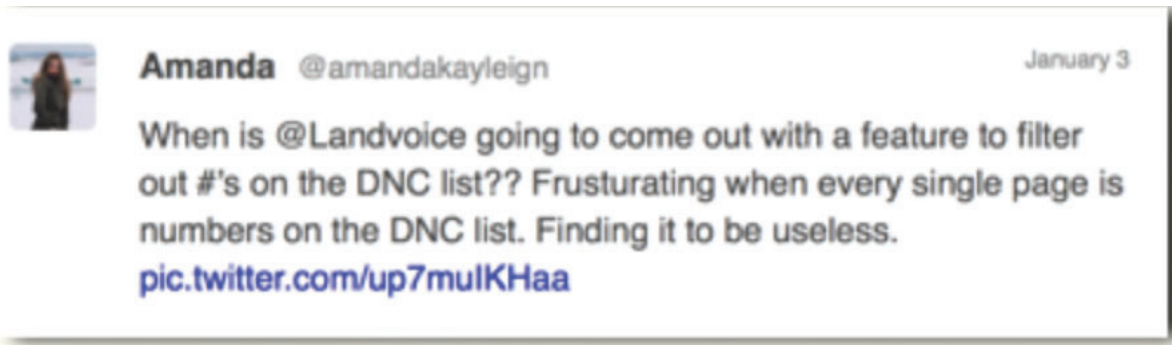 Amanda @amandakayleign January 3
When is @Landvoice going to come out with a feature to filter
out #'s on the DNC list?? Frusturating when every single page is
numbers on the DNC list. Finding it to be useless.
pic.twitter.com/up7mulKHaa